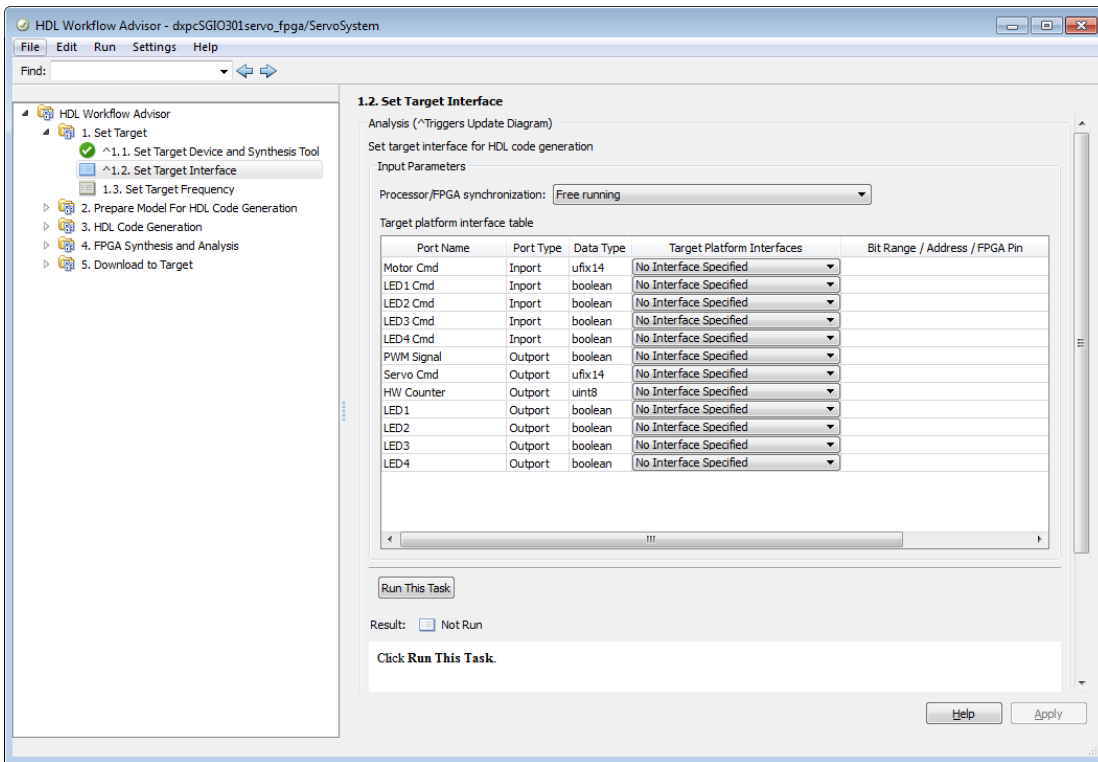 HDL Workflow Advisor - dxpcSGIO301servo_fpga/ServoSystem
File Edit Run Settings Help
Find:
HDL Workflow Advisor
1. Set Target
^1.1. Set Target Device and Synthesis Tool
^1.2. Set Target Interface
1.3. Set Target Frequency
2. Prepare Model For HDL Code Generation
3. HDL Code Generation
4. FPGA Synthesis and Analysis
5. Download to Target
1.2. Set Target Interface
Analysis (^Triggers Update Diagram)
Set target interface for HDL code generation
Input Parameters
Processor/FPGA synchronization: Free running
Target platform interface table
Port Name Port Type Data Type Target Platform Interfaces Bit Range / Address / FPGA Pin
Motor Cmd Inport ufix14 No Interface Specified
LED1 Cmd Inport boolean No Interface Specified
LED2 Cmd Inport boolean No Interface Specified
LED3 Cmd Inport boolean No Interface Specified
LED4 Cmd Inport boolean No Interface Specified
PWM Signal Outport boolean No Interface Specified
Servo Cmd Outport ufix14 No Interface Specified
HW Counter Outport uint8 No Interface Specified
LED1 Outport boolean No Interface Specified
LED2 Outport boolean No Interface Specified
LED3 Outport boolean No Interface Specified
LED4 Outport boolean No Interface Specified
Run This Task
Result: Not Run
Click Run This Task.
Help Apply